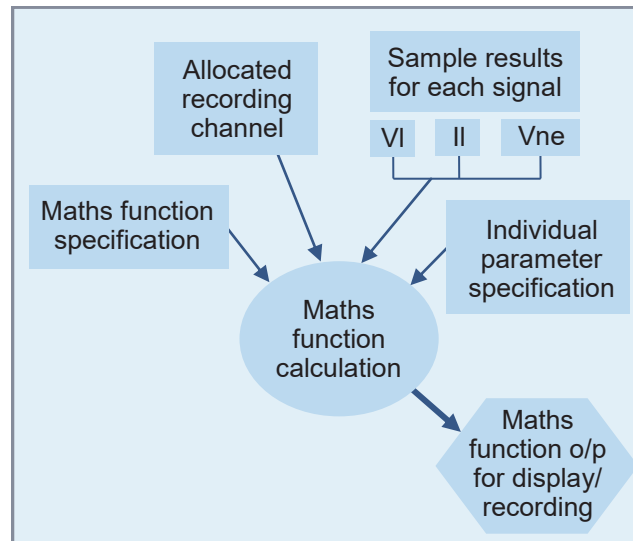 Allocated
recording
channel
Sample results
for each signal
Vl
Il
Vne
Maths function
specification
Individual
parameter
specification
Maths
function
calculation
Maths
function o/p
for display/
recording